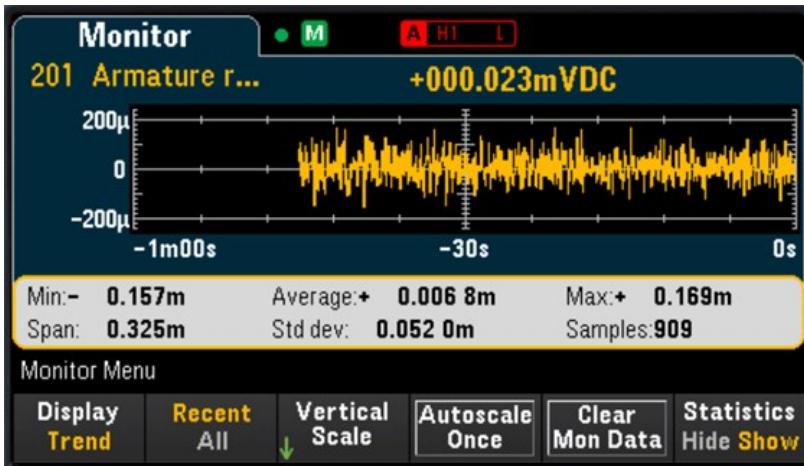 Monitor M A H1 L
201 Armature r... +000.023mVDC
200µ
0
-200µ
-1m00s -30s 0s
Min:- 0.157m Average:+ 0.006 8m Max:+ 0.169m
Span: 0.325m Std dev: 0.052 0m Samples:909
Monitor Menu
Display Recent Vertical Autoscale Clear Statistics
Trend All Scale Once Mon Data Hide Show